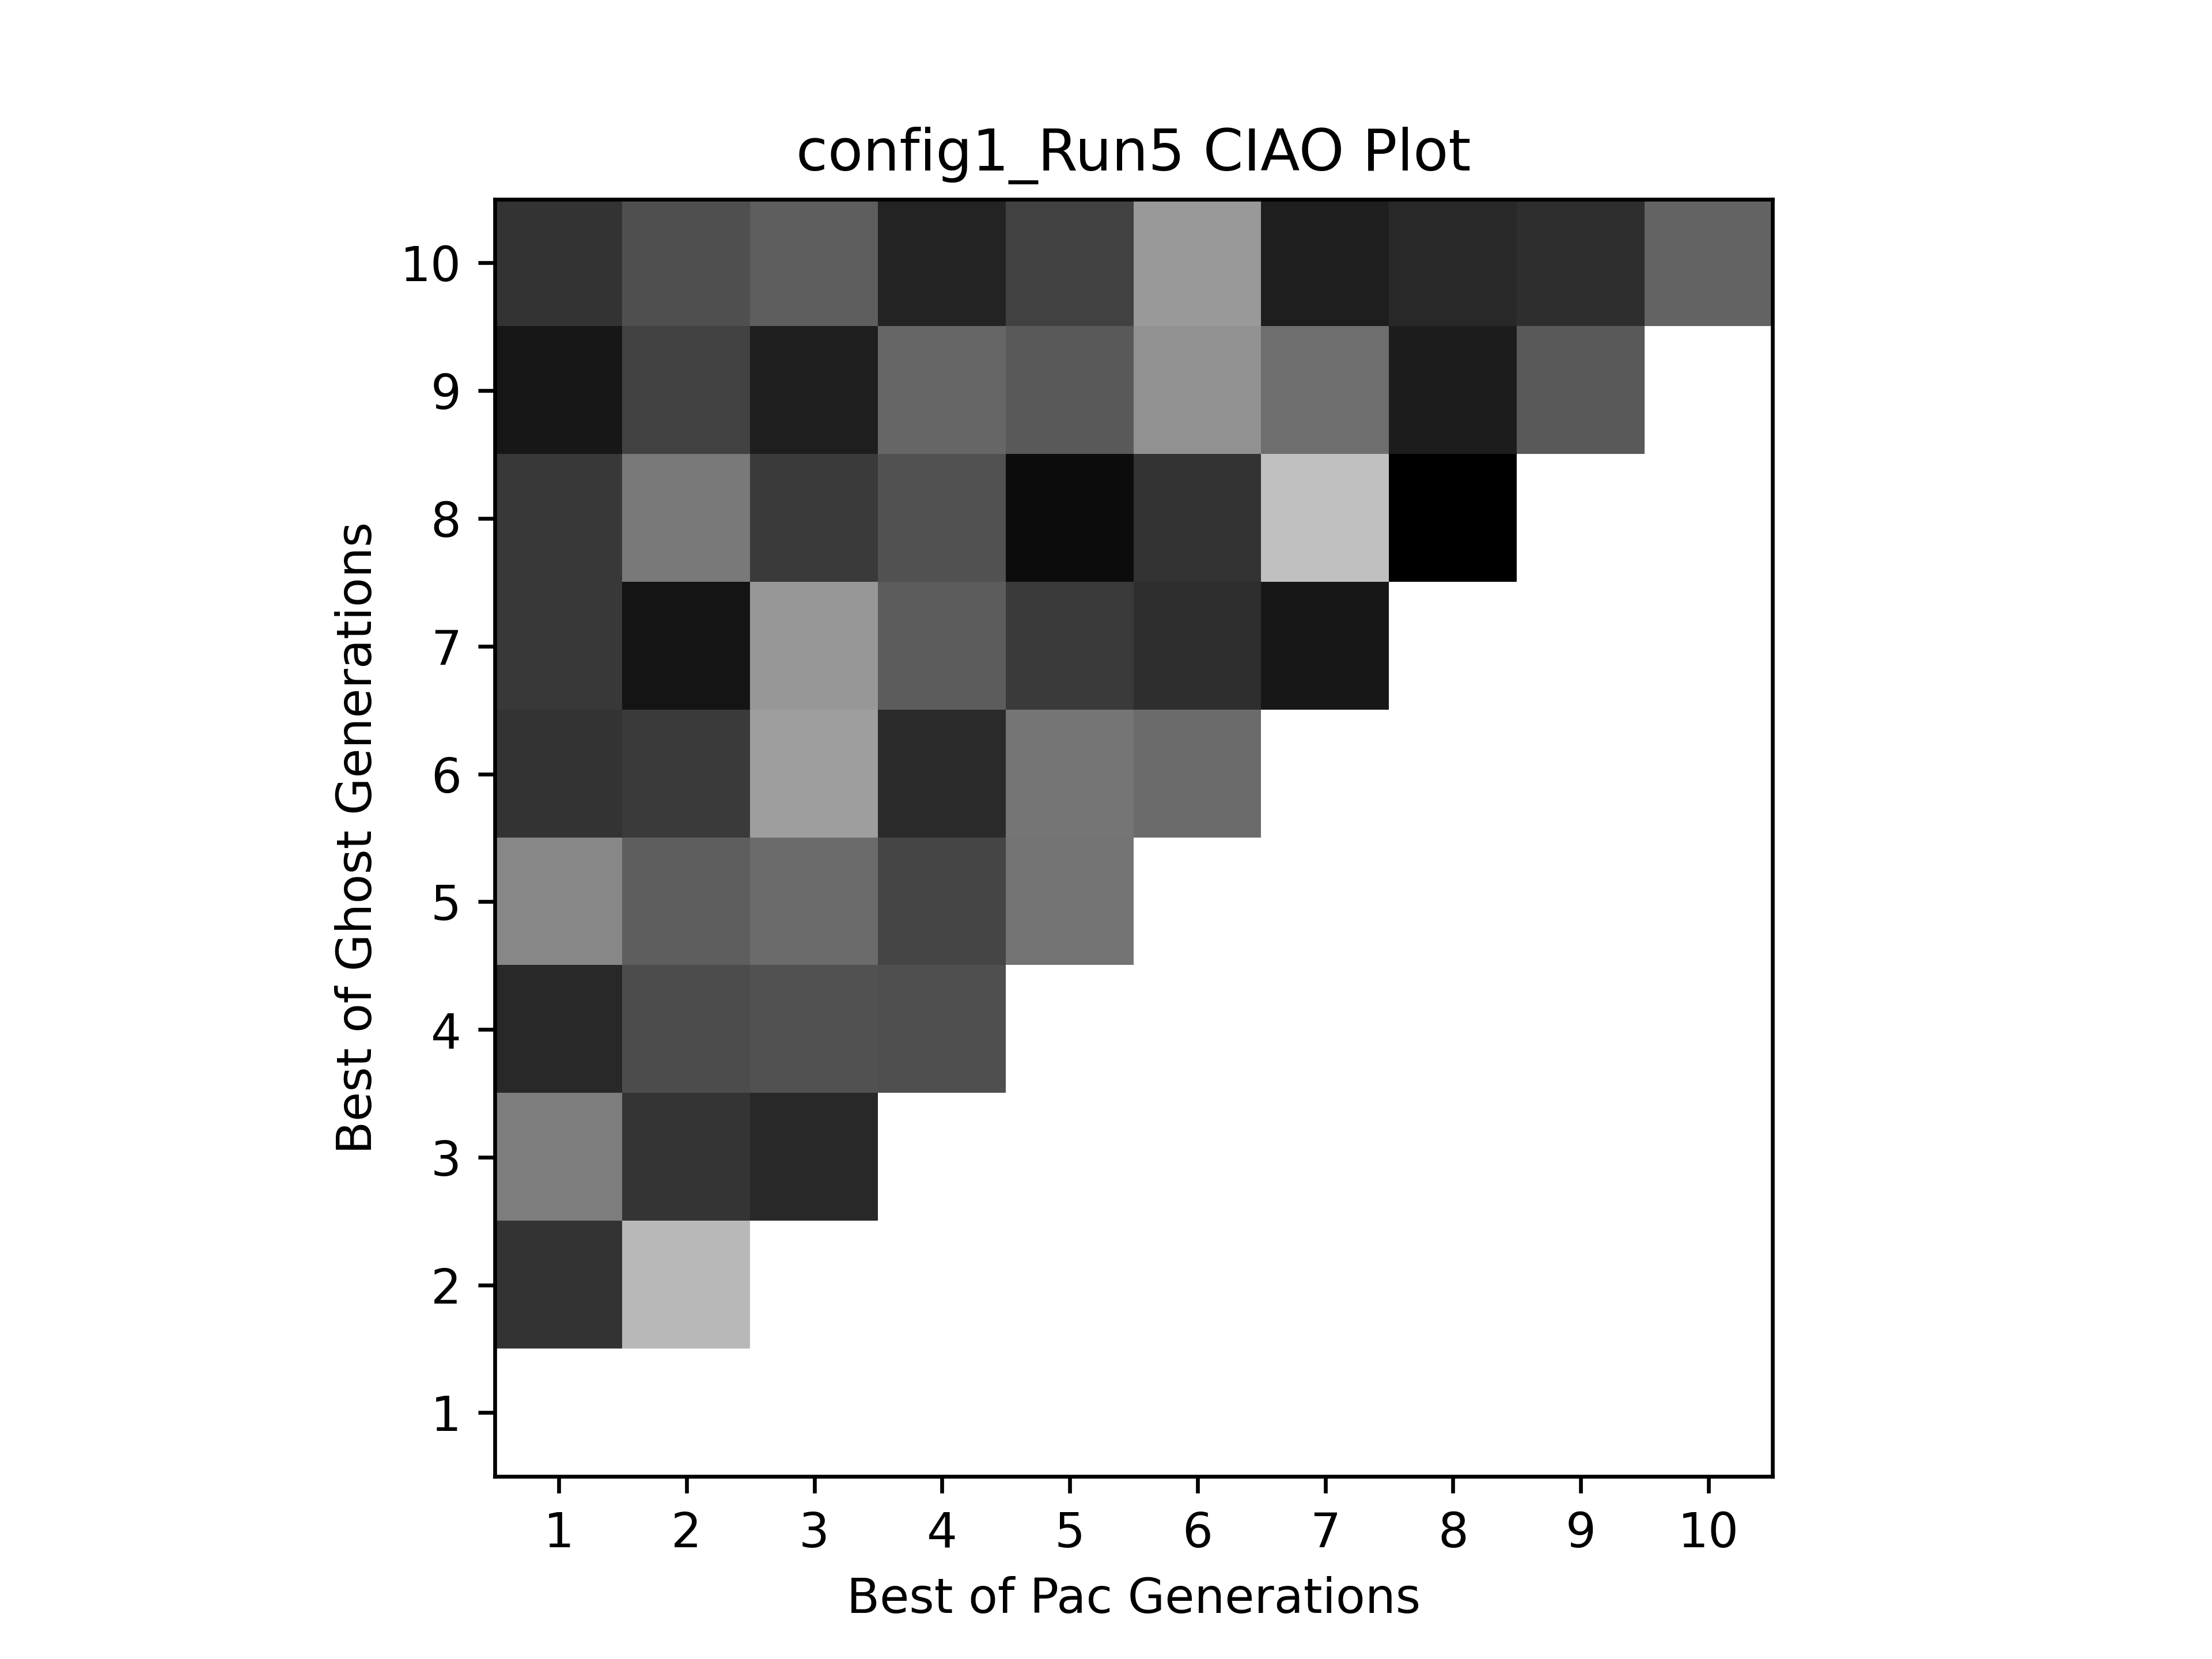 config1_Run5 CIAO Plot
Best of Ghost Generations
10
9
8
7
6
5
4
3
2
1
1 2 3 4 5 6 7 8 9 10
Best of Pac Generations